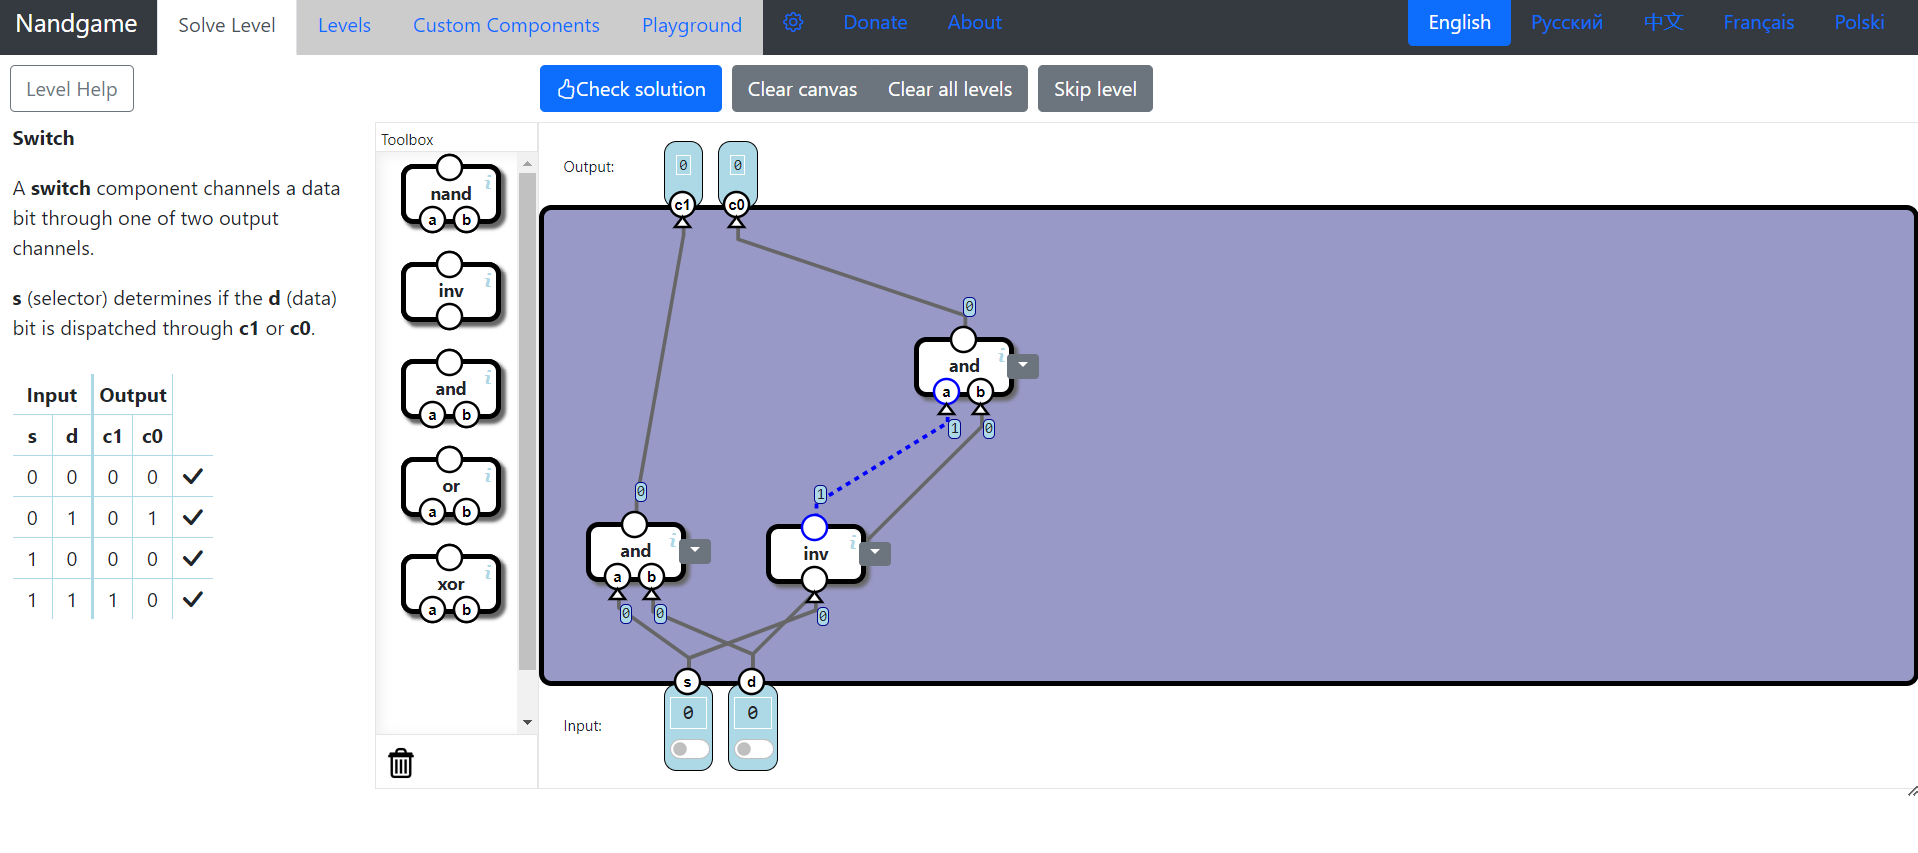 Nandgame
Solve Level
Levels
Custom Components
Playground
Donate
About
English
Русский
中文
Français
Polski
Level Help
Check solution
Clear canvas
Clear all levels
Skip level
Switch
A switch component channels a data
bit through one of two output
channels.
s (selector) determines if the d (data)
bit is dispatched through c1 or c0.
Input Output
s d c1 c0
0 0 0 0
0 1 0 1
1 0 0 0
1 1 1 0
Toolbox
nand
a b
inv
and
a b
or
a b
xor
a b
Output:
0 0
c1 c0
0
and
a b
1 0
0
1
and
a b
inv
0 0
0
s d
0 0
Input: